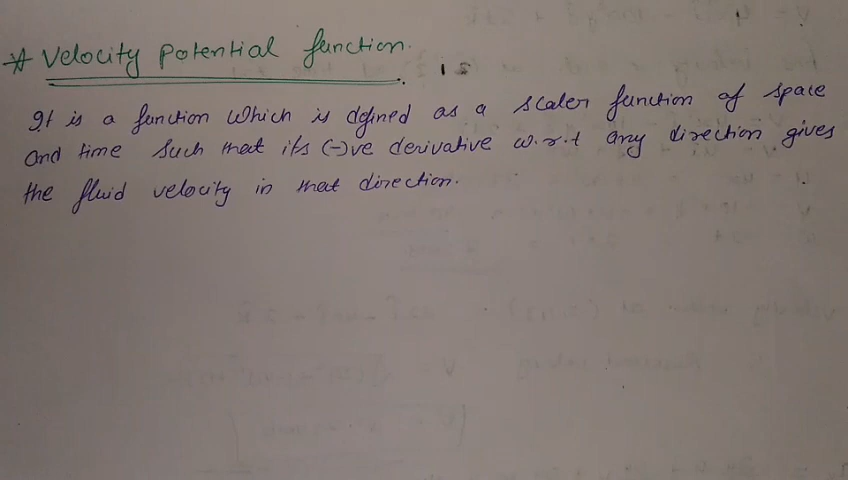 * Velocity potential function.
It is a function which is defined as a scaler function of space
and time such that its (-)ve derivative w.r.t any direction gives
the fluid velocity in that direction.